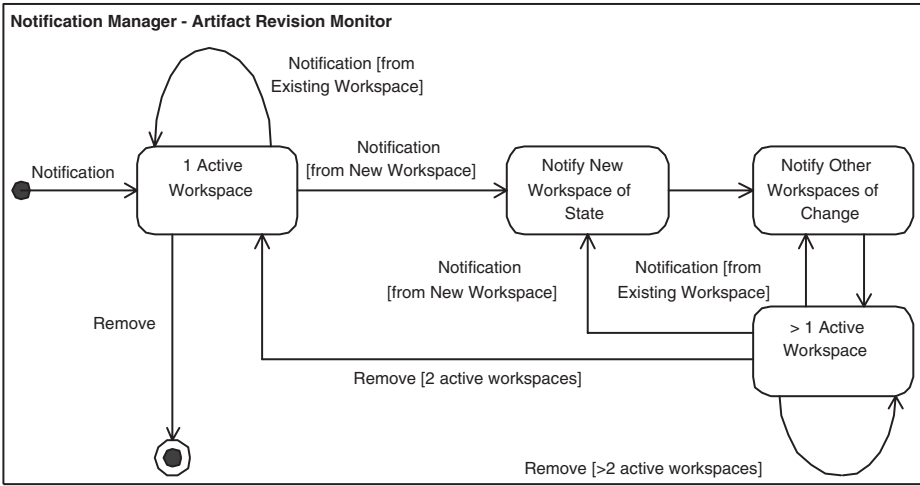 Notification Manager - Artifact Revision Monitor
Notification [from
Existing Workspace]
Notification
1 Active
Workspace
Notification
[from New Workspace]
Notify New
Workspace of
State
Notify Other
Workspaces of
Change
Notification
[from New Workspace]
Notification [from
Existing Workspace]
Remove
> 1 Active
Workspace
Remove [2 active workspaces]
Remove [>2 active workspaces]